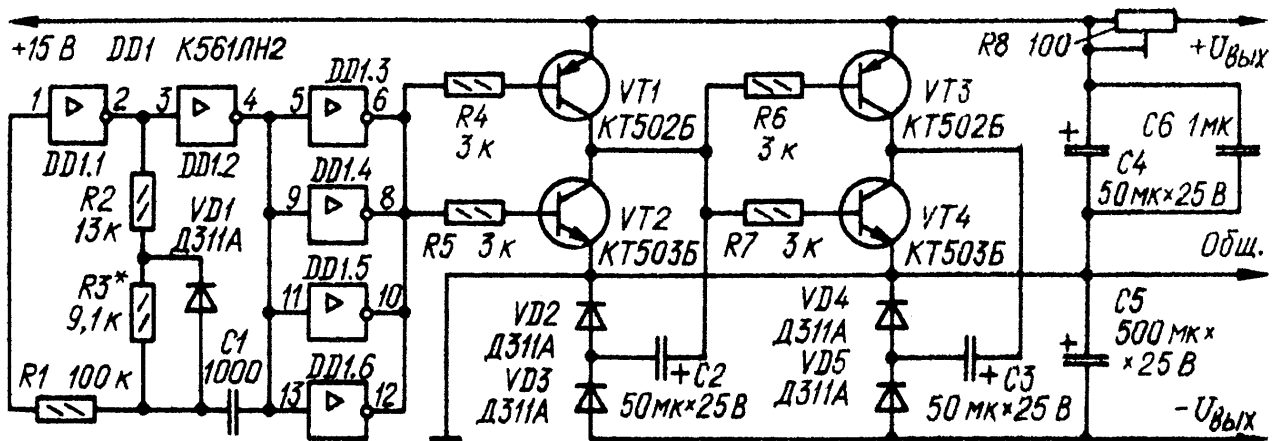 +15 В DD1 К561ЛН2
R8 100
+Uвых
DD1.3
1
2
3
4
5
6
DD1.1
DD1.2
R4
3 к
VT1
КТ502Б
R6
3 к
VT3
КТ502Б
C6 1мк
+
C4
50 мк×25 В
DD1.4
9
8
R2
13 к
VD1
Д311А
R5 3 к
VT2
КТ503Б
R7 3 к
VT4
КТ503Б
Общ.
R3*
9,1 к
DD1.5
11
10
VD2
Д311А
VD3
Д311А
VD4
Д311А
VD5
Д311А
C5
500 мк×
×25 В
+
R1 100 к
C1
1000
DD1.6
13
12
+C2
50 мк×25 В
+C3
50 мк×25 В
-Uвых